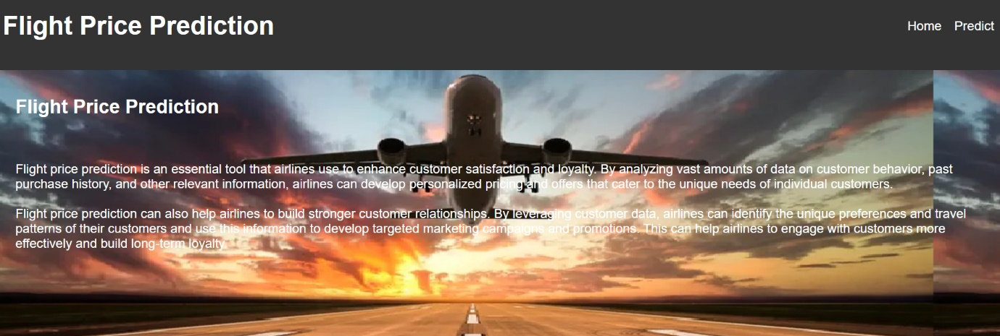 Flight Price Prediction
Home Predict
Flight Price Prediction
Flight price prediction is an essential tool that airlines use to enhance customer satisfaction and loyalty. By analyzing vast amounts of data on customer behavior, past
purchase history, and other relevant information, airlines can develop personalized pricing and offers that cater to the unique needs of individual customers.
Flight price prediction can also help airlines to build stronger customer relationships. By leveraging customer data, airlines can identify the unique preferences and travel
patterns of their customers and use this information to develop targeted marketing campaigns and promotions. This can help airlines to engage with customers more
effectively and build long-term loyalty.